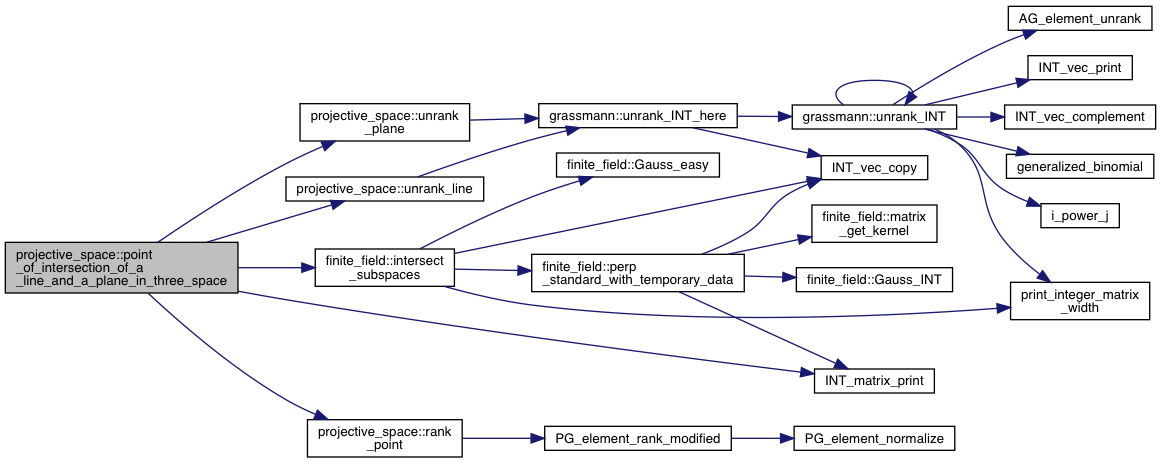 projective_space::point
_of_intersection_of_a
_line_and_a_plane_in_three_space
projective_space::unrank
_plane
projective_space::unrank_line
finite_field::intersect
_subspaces
projective_space::rank
_point
grassmann::unrank_INT_here
finite_field::Gauss_easy
finite_field::perp
_standard_with_temporary_data
PG_element_rank_modified
grassmann::unrank_INT
INT_vec_copy
finite_field::matrix
_get_kernel
finite_field::Gauss_INT
INT_matrix_print
PG_element_normalize
AG_element_unrank
INT_vec_print
INT_vec_complement
generalized_binomial
i_power_j
print_integer_matrix
_width